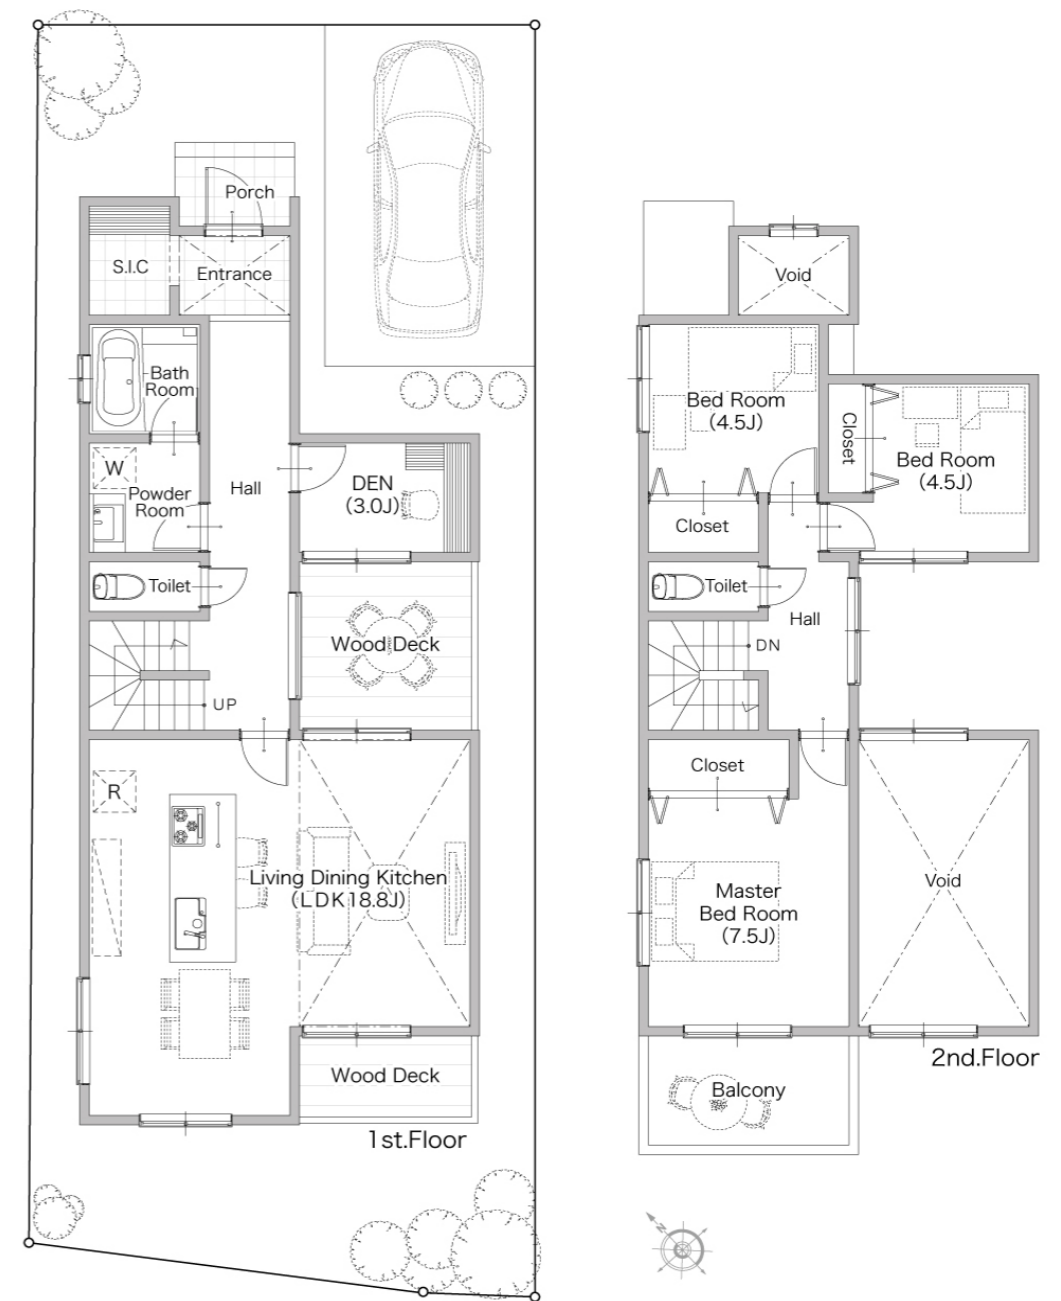 Porch
S.I.C
Entrance
Bath
Room
W
Powder
Room
Hall
DEN
(3.0J)
Toilet
Wood Deck
UP
R
Living Dining Kitchen
(LDK18.8J)
Wood Deck
1st.Floor
Void
Bed Room
(4.5J)
Closet
Bed Room
(4.5J)
Closet
Toilet
Hall
DN
Closet
Master
Bed Room
(7.5J)
Void
2nd.Floor
Balcony
N